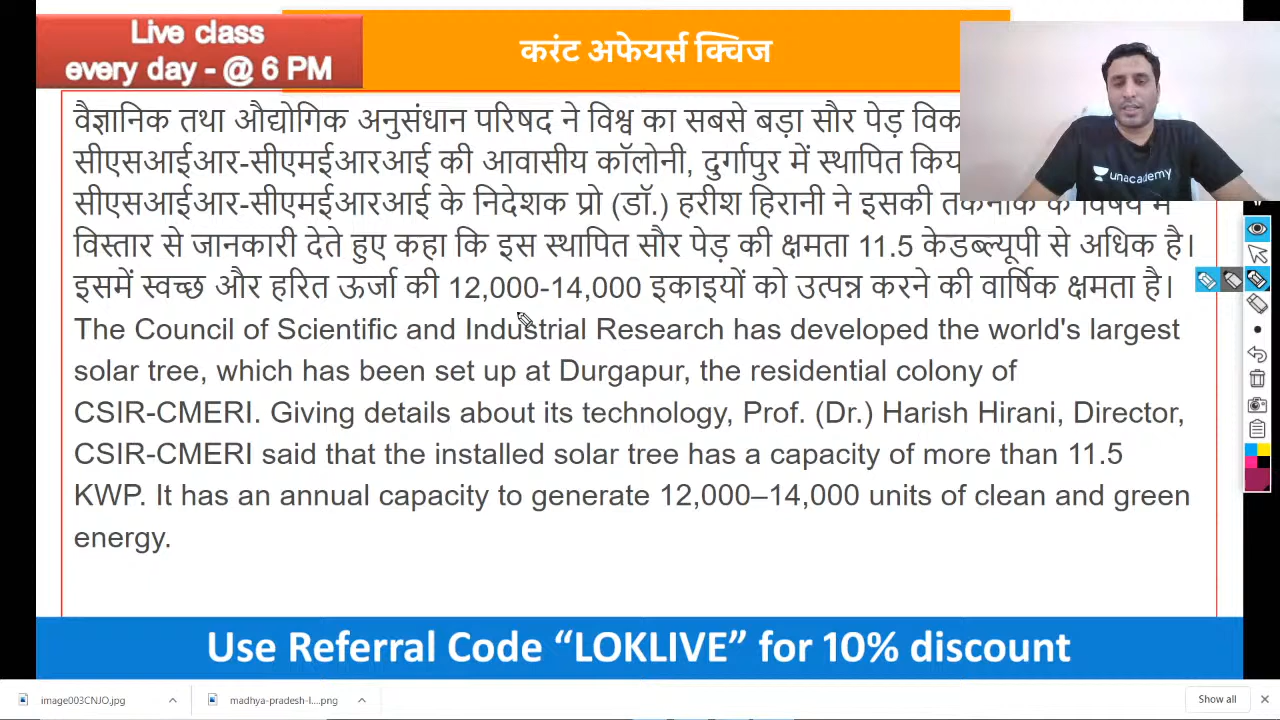 Live class
every day - @ 6 PM
करंट अफेयर्स क्विज
वैज्ञानिक तथा औद्योगिक अनुसंधान परिषद ने विश्व का सबसे बड़ा सौर पेड़
सीएसआईआर-सीएमईआरआई की आवासीय कॉलोनी, दुर्गापुर में स्थापित
सीएसआईआर-सीएमईआरआई के निदेशक प्रो (डॉ.) हरीश हिरानी ने इसकी तकनीक के विषय में
विस्तार से जानकारी देते हुए कहा कि इस स्थापित सौर पेड़ की क्षमता 11.5 केडब्ल्यूपी से अधिक है।
इसमें स्वच्छ और हरित ऊर्जा की 12,000-14,000 इकाइयों को उत्पन्न करने की वार्षिक क्षमता है।
The Council of Scientific and Industrial Research has developed the world's largest
solar tree, which has been set up at Durgapur, the residential colony of
CSIR-CMERI. Giving details about its technology, Prof. (Dr.) Harish Hirani, Director,
CSIR-CMERI said that the installed solar tree has a capacity of more than 11.5
KWP. It has an annual capacity to generate 12,000–14,000 units of clean and green
energy.
unacademy
Use Referral Code “LOKLIVE” for 10% discount
image003CNJO.jpg
madhya-pradesh-l....png
Show all